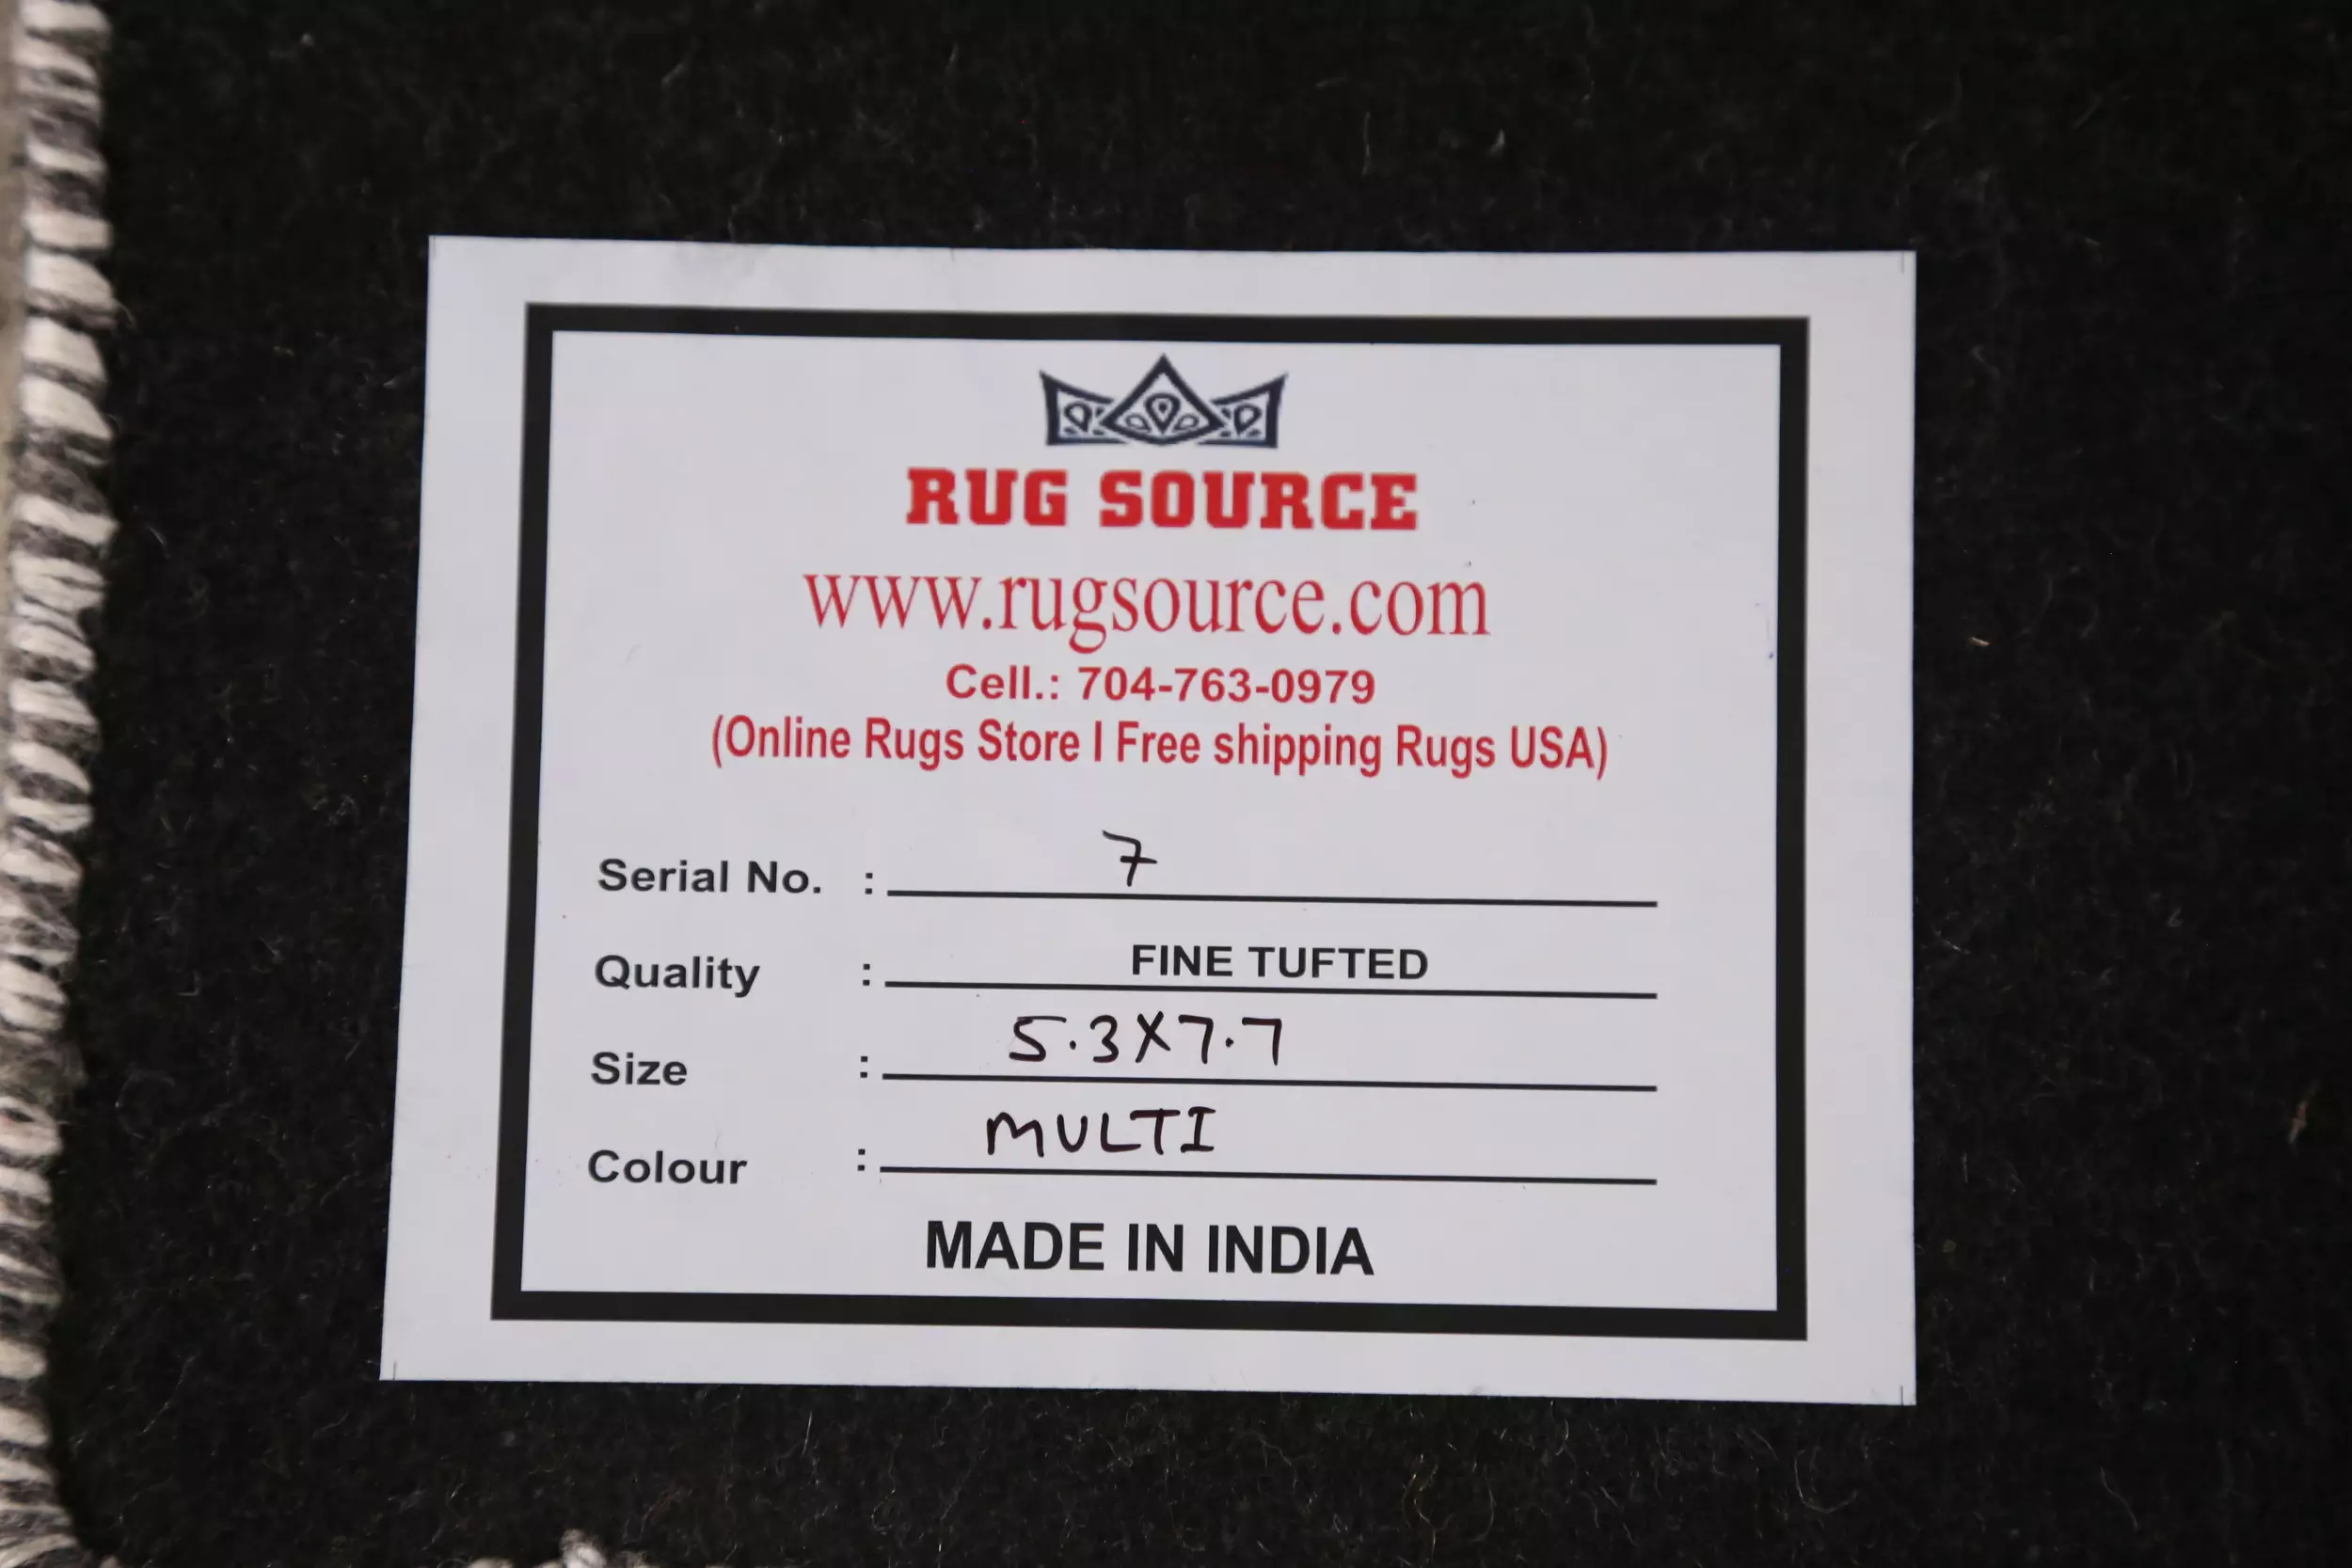 RUG SOURCE
www.rugsource.com
Cell.: 704-763-0979
(Online Rugs Store I Free shipping Rugs USA)
Serial No. : 7
Quality : FINE TUFTED
Size : 5.3X7.7
Colour : MULTI
MADE IN INDIA